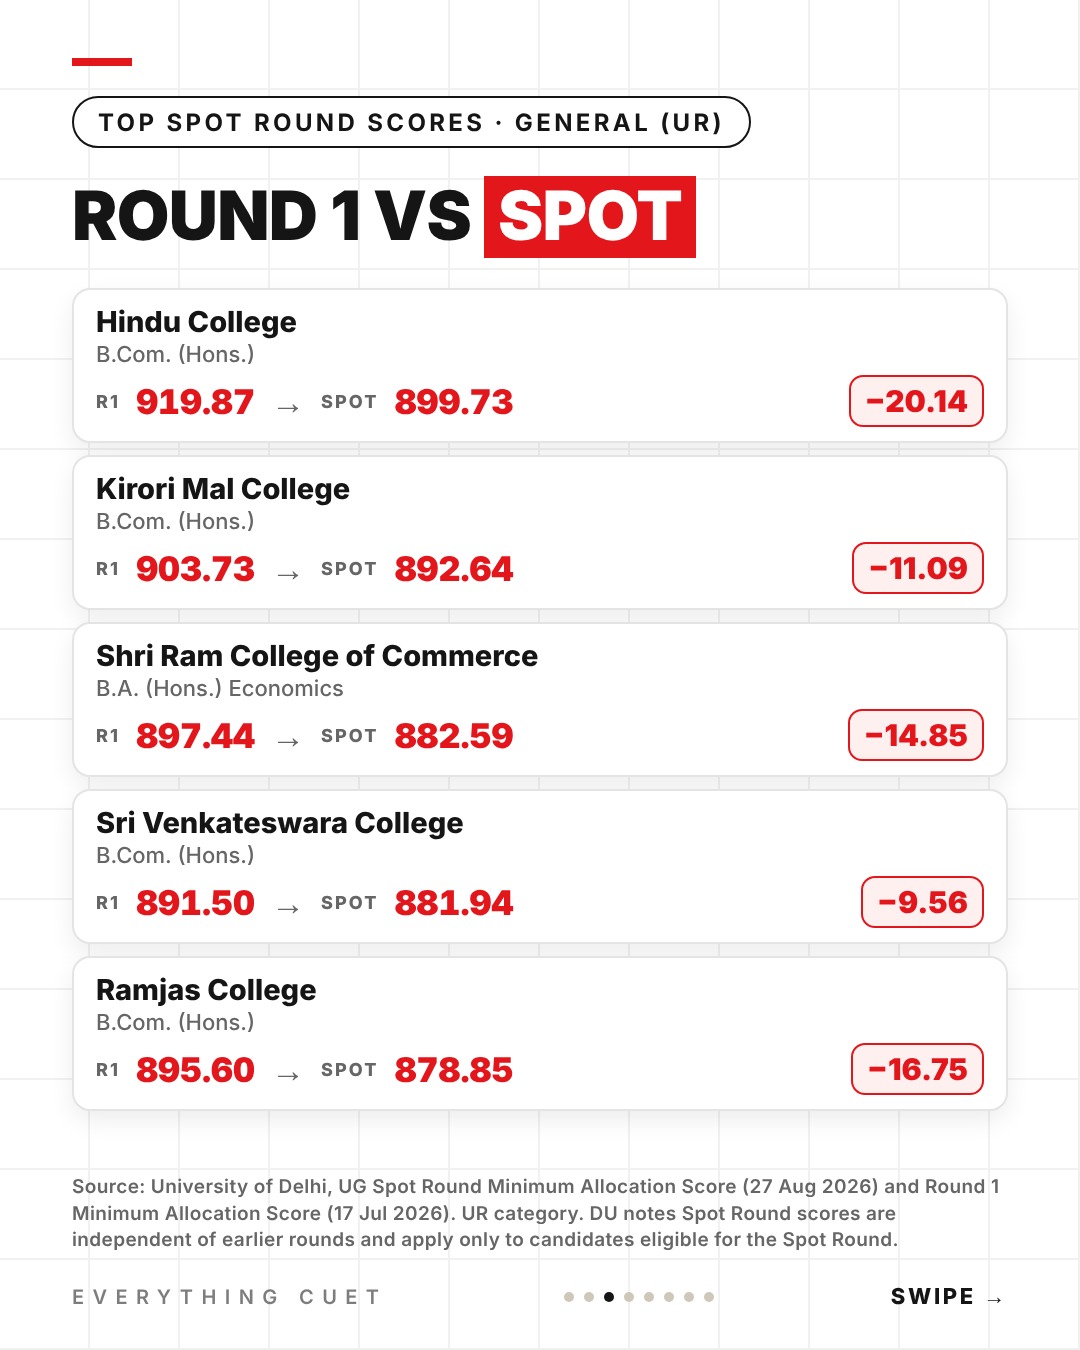 TOP SPOT ROUND SCORES · GENERAL (UR)
ROUND 1 VS SPOT
Hindu College
B.Com. (Hons.)
R1 919.87 → SPOT 899.73 −20.14
Kirori Mal College
B.Com. (Hons.)
R1 903.73 → SPOT 892.64 −11.09
Shri Ram College of Commerce
B.A. (Hons.) Economics
R1 897.44 → SPOT 882.59 −14.85
Sri Venkateswara College
B.Com. (Hons.)
R1 891.50 → SPOT 881.94 −9.56
Ramjas College
B.Com. (Hons.)
R1 895.60 → SPOT 878.85 −16.75
Source: University of Delhi, UG Spot Round Minimum Allocation Score (27 Aug 2026) and Round 1
Minimum Allocation Score (17 Jul 2026). UR category. DU notes Spot Round scores are
independent of earlier rounds and apply only to candidates eligible for the Spot Round.
EVERYTHING CUET
SWIPE →